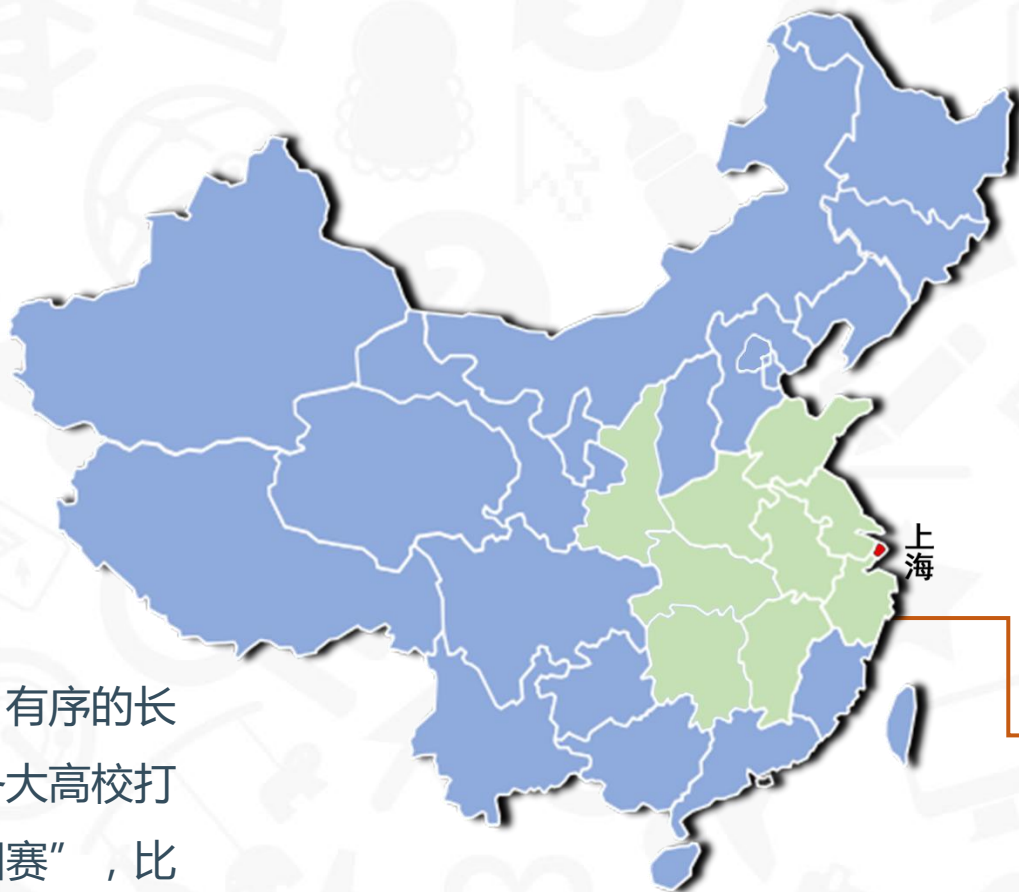 上
海
有序的长
大高校打
赛”，比